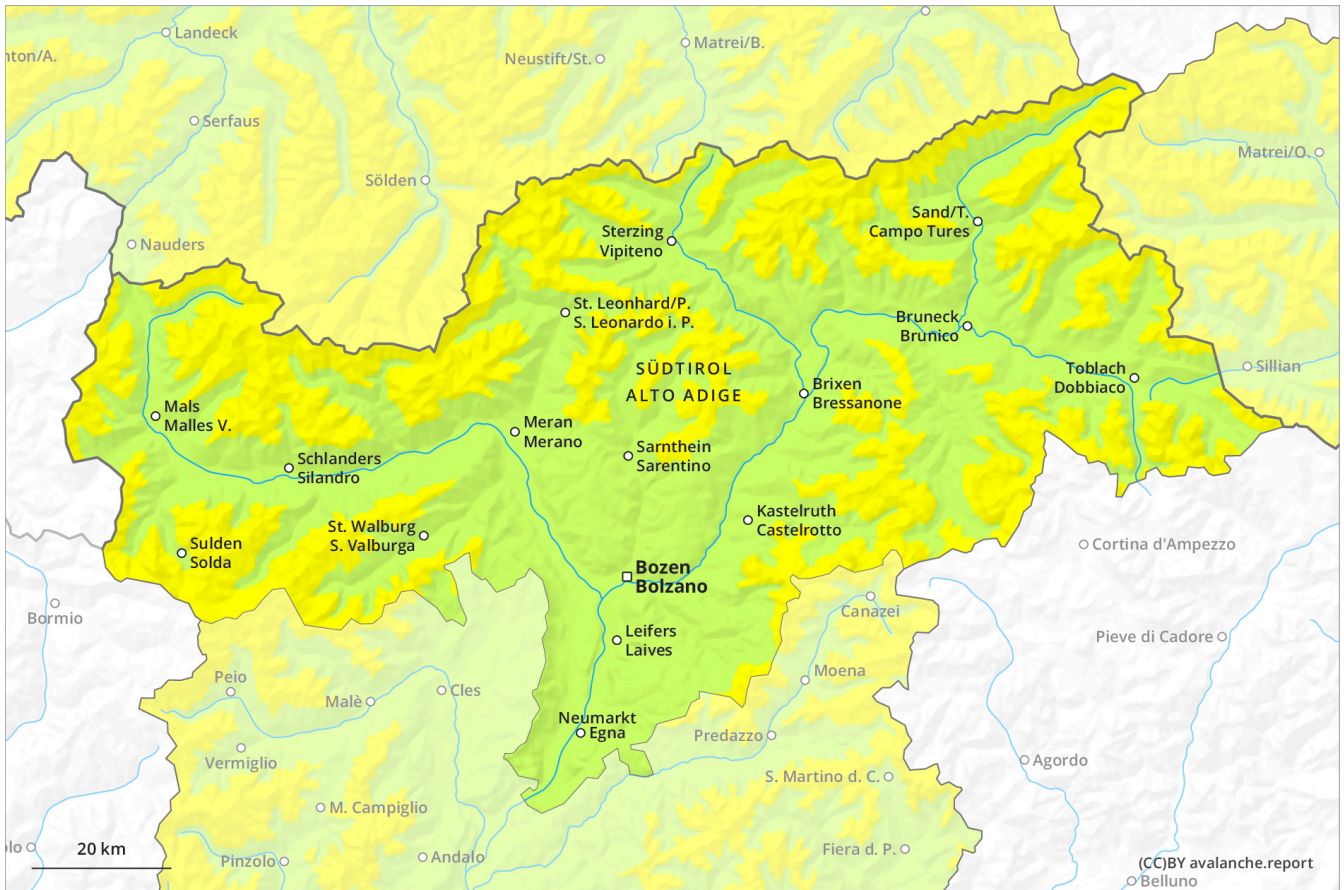 Landeck
Matrei/B.
nton/A.
Neustift/St.
Serfaus
Matrei/O.
Sölden
Sand/T.
Campo Tures
Sterzing
Vipiteno
Nauders
St. Leonhard/P.
S. Leonardo i. P.
Bruneck
Brunico
SÜDTIROL
ALTO ADIGE
Toblach
Dobbiaco
Sillian
Brixen
Bressanone
Mals
Malles V.
Meran
Merano
Sarnthein
Sarentino
Schlanders
Silandro
Kastelruth
Castelrotto
St. Walburg
S. Valburga
Sulden
Solda
Cortina d'Ampezzo
Bozen
Bolzano
Bormio
Canazei
Leifers
Laives
Pieve di Cadore
Peio
Moena
Malè
Cles
Neumarkt
Egna
Predazzo
Vermiglio
Agordo
S. Martino d. C.
M. Campiglio
20 km
lo
Pinzolo
Andalo
Fiera d. P.
(CC)BY avalanche.report
Belluno